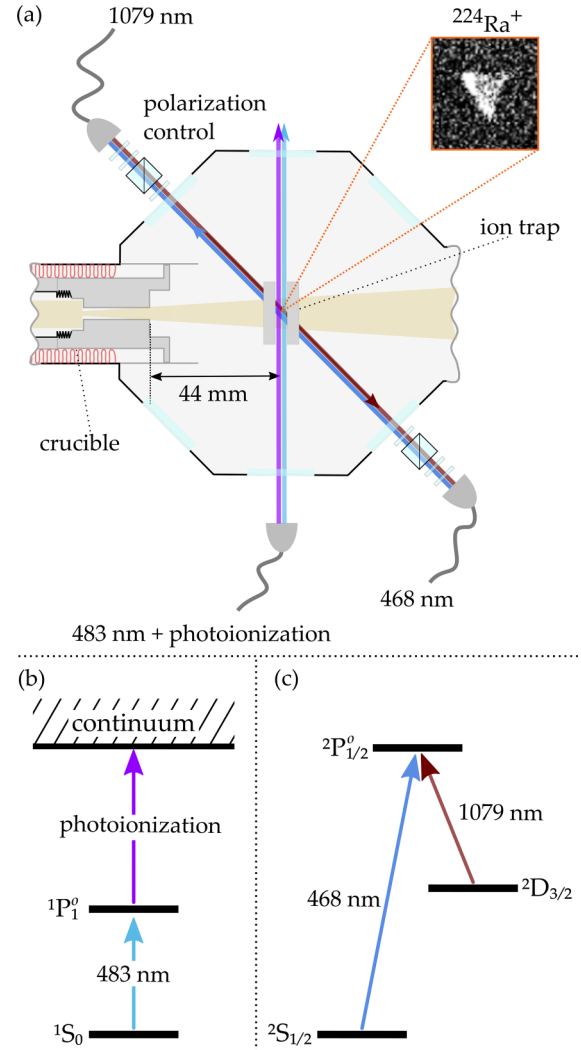 (a)
1079 nm
²²⁴Ra⁺
polarization
control
ion trap
44 mm
crucible
468 nm
483 nm + photoionization
(b)
continuum
photoionization
¹P₁ᵒ
483 nm
¹S₀
(c)
²P₁/₂ᵒ
1079 nm
²D₃/₂
468 nm
²S₁/₂